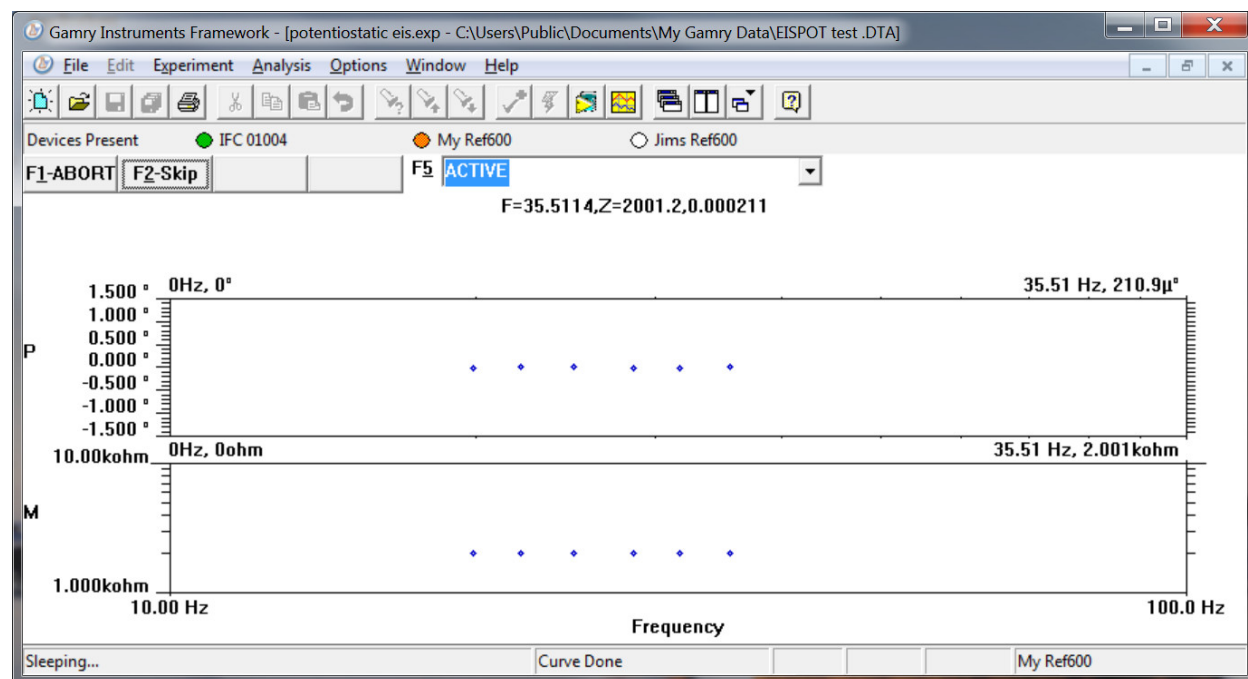 Gamry Instruments Framework - [potentiostatic eis.exp - C:\Users\Public\Documents\My Gamry Data\EISPOT test .DTA]
File Edit Experiment Analysis Options Window Help
Devices Present IFC 01004 My Ref600 Jims Ref600
F1-ABORT F2-Skip F5 ACTIVE
F=35.5114,Z=2001.2,0.000211
1.500 ° 0Hz, 0° 35.51 Hz, 210.9µ°
1.000 °
0.500 °
P
0.000 °
-0.500 °
-1.000 °
-1.500 °
10.00kohm 0Hz, 0ohm 35.51 Hz, 2.001kohm
M
1.000kohm
10.00 Hz 100.0 Hz
Frequency
Sleeping... Curve Done My Ref600